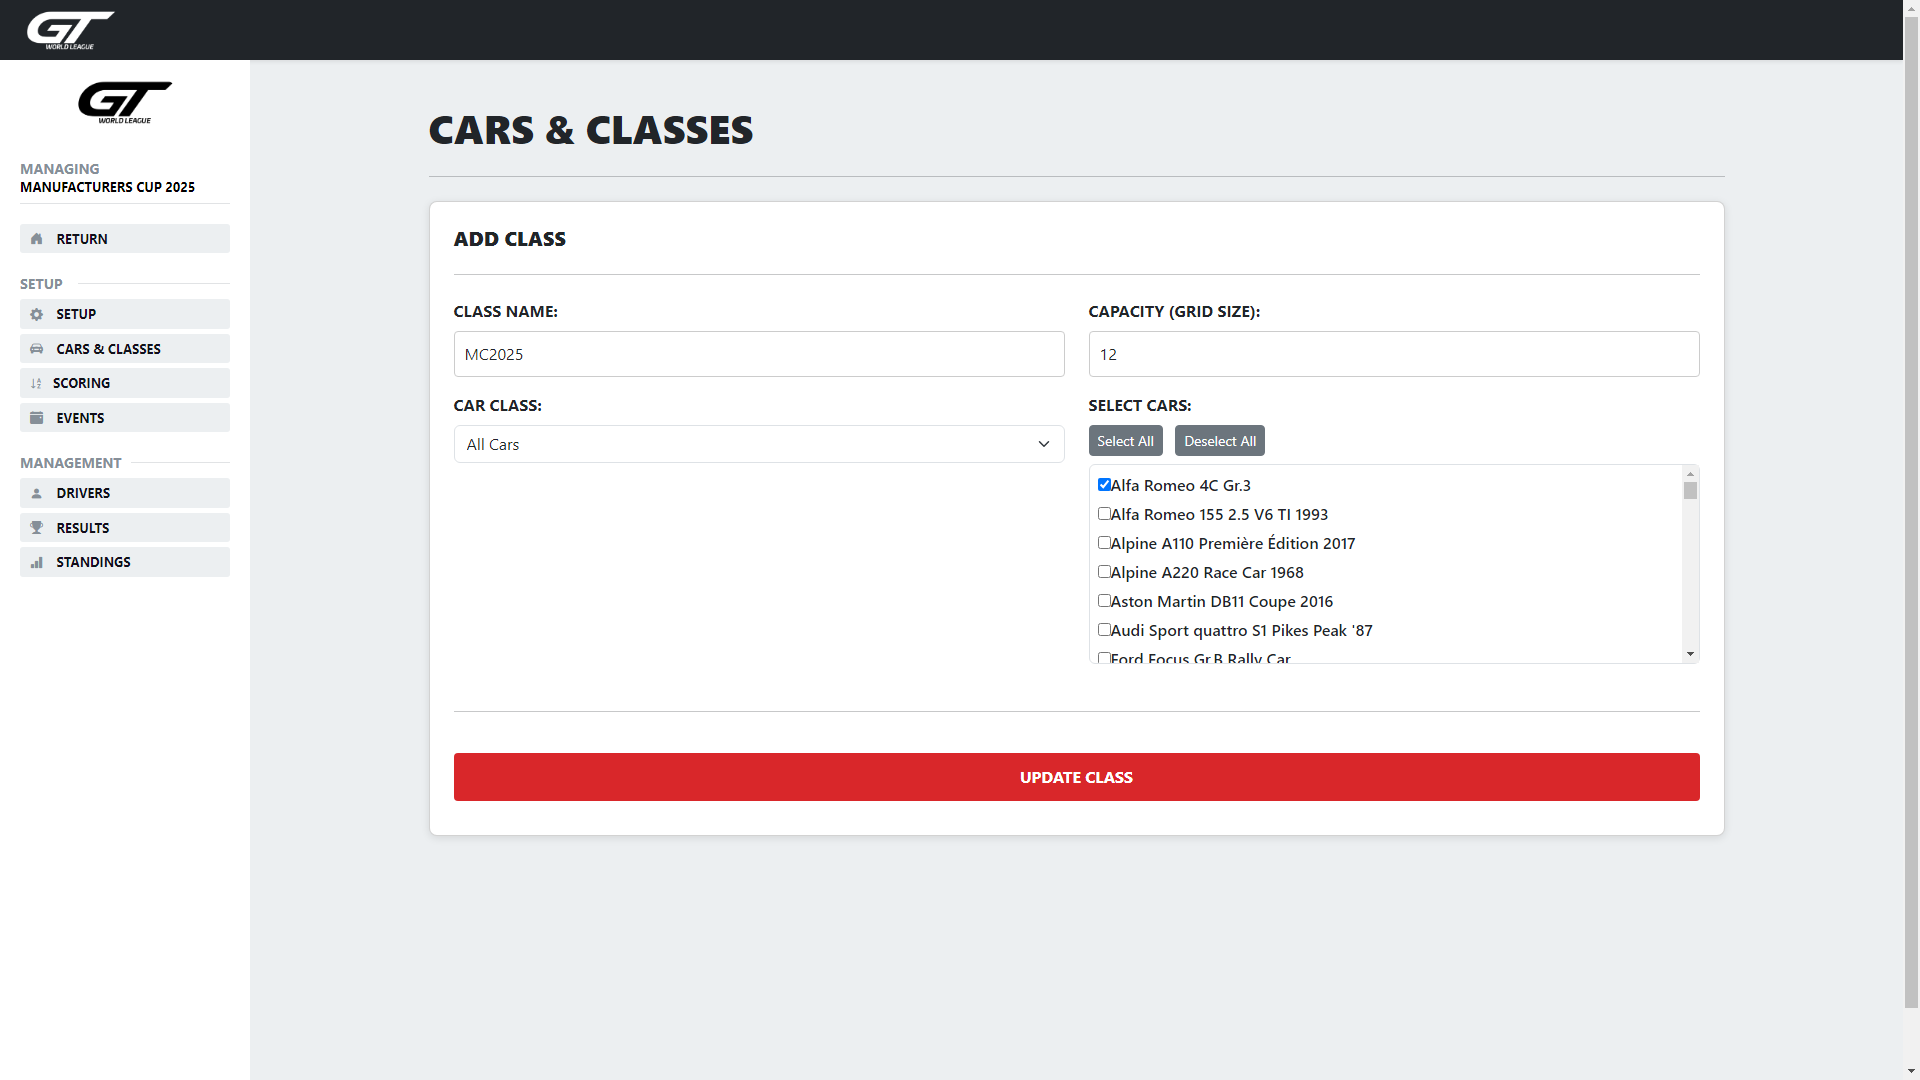 GT
WORLD LEAGUE
GT
WORLD LEAGUE
MANAGING
MANUFACTURERS CUP 2025
RETURN
SETUP
SETUP
CARS & CLASSES
SCORING
EVENTS
MANAGEMENT
DRIVERS
RESULTS
STANDINGS
CARS & CLASSES
ADD CLASS
CLASS NAME:
MC2025
CAPACITY (GRID SIZE):
12
CAR CLASS:
All Cars
SELECT CARS:
Select All Deselect All
Alfa Romeo 4C Gr.3
Alfa Romeo 155 2.5 V6 TI 1993
Alpine A110 Première Édition 2017
Alpine A220 Race Car 1968
Aston Martin DB11 Coupe 2016
Audi Sport quattro S1 Pikes Peak '87
Ford Focus Gr.B Rally Car
UPDATE CLASS